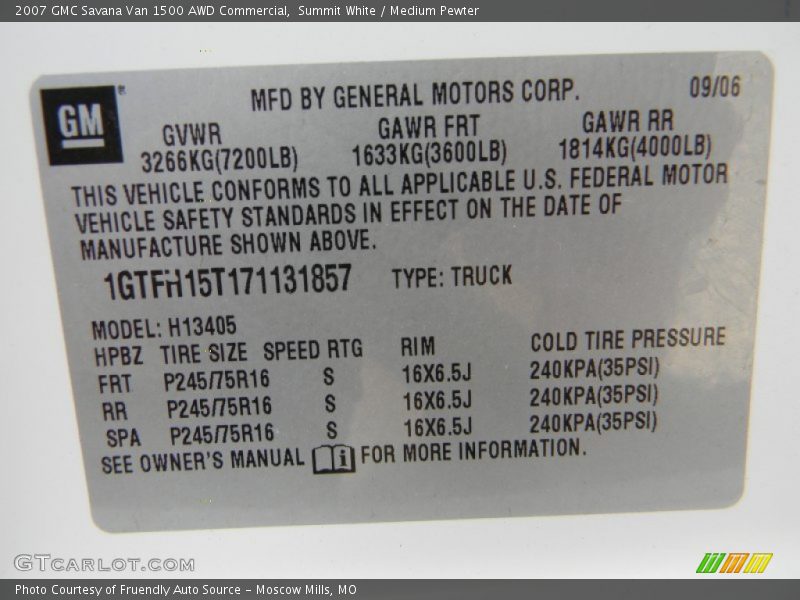 2007 GMC Savana Van 1500 AWD Commercial,  Summit White / Medium Pewter
GM
MFD BY GENERAL MOTORS CORP.
09/06
GVWR GAWR FRT GAWR RR
3266KG(7200LB) 1633KG(3600LB) 1814KG(4000LB)
THIS VEHICLE CONFORMS TO ALL APPLICABLE U.S. FEDERAL MOTOR
VEHICLE SAFETY STANDARDS IN EFFECT ON THE DATE OF
MANUFACTURE SHOWN ABOVE.
1GTFH15T171131857 TYPE: TRUCK
MODEL: H13405
HPBZ TIRE SIZE SPEED RTG RIM COLD TIRE PRESSURE
FRT P245/75R16 S 16X6.5J 240KPA(35PSI)
RR P245/75R16 S 16X6.5J 240KPA(35PSI)
SPA P245/75R16 S 16X6.5J 240KPA(35PSI)
SEE OWNER'S MANUAL i FOR MORE INFORMATION.
GTCARLOT.COM
Photo Courtesy of Fruendly Auto Source - Moscow Mills, MO